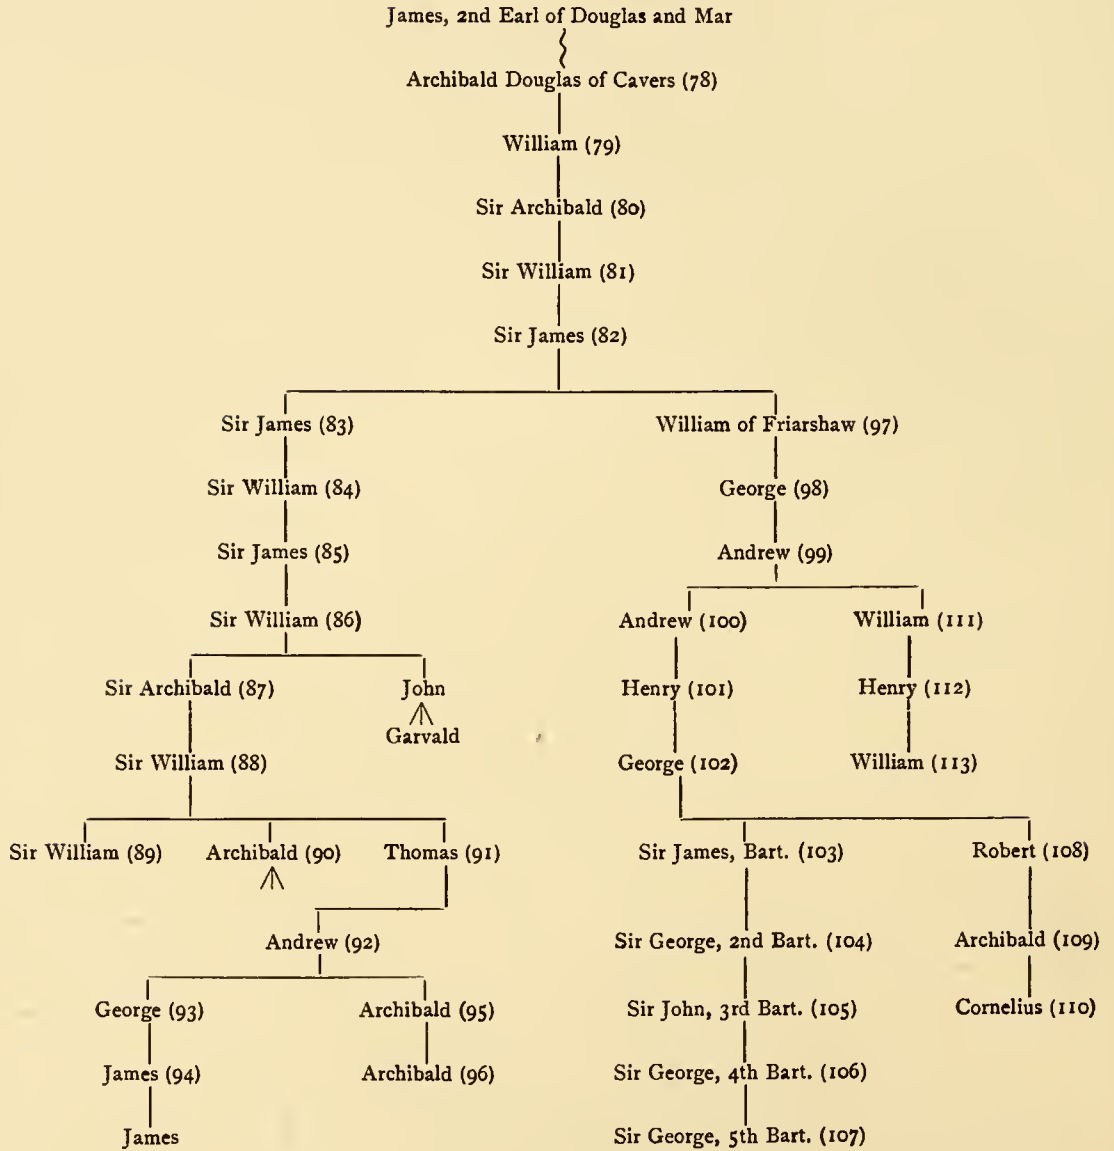 James, 2nd Earl of Douglas and Mar
Archibald Douglas of Cavers (78)
William (79)
Sir Archibald (80)
Sir William (81)
Sir James (82)
Sir James (83) William of Friarshaw (97)
Sir William (84) George (98)
Sir James (85) Andrew (99)
Sir William (86) Andrew (100) William (111)
Sir Archibald (87) John Henry (101) Henry (112)
Garvald
Sir William (88) George (102) William (113)
Sir William (89) Archibald (90) Thomas (91) Sir James, Bart. (103) Robert (108)
Andrew (92) Sir George, 2nd Bart. (104) Archibald (109)
George (93) Archibald (95) Sir John, 3rd Bart. (105) Cornelius (110)
James (94) Archibald (96) Sir George, 4th Bart. (106)
James Sir George, 5th Bart. (107)